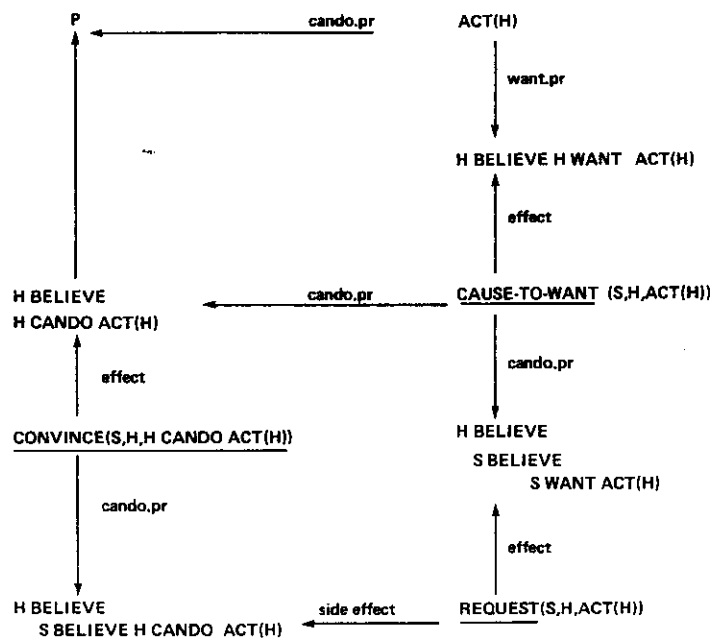 P
cando.pr
ACT(H)
want.pr
H BELIEVE H WANT ACT(H)
effect
H BELIEVE
H CANDO ACT(H)
cando.pr
CAUSE-TO-WANT (S,H,ACT(H))
effect
cando.pr
CONVINCE(S,H,H CANDO ACT(H))
H BELIEVE
S BELIEVE
S WANT ACT(H)
cando.pr
effect
H BELIEVE
S BELIEVE H CANDO ACT(H)
side effect
REQUEST(S,H,ACT(H))